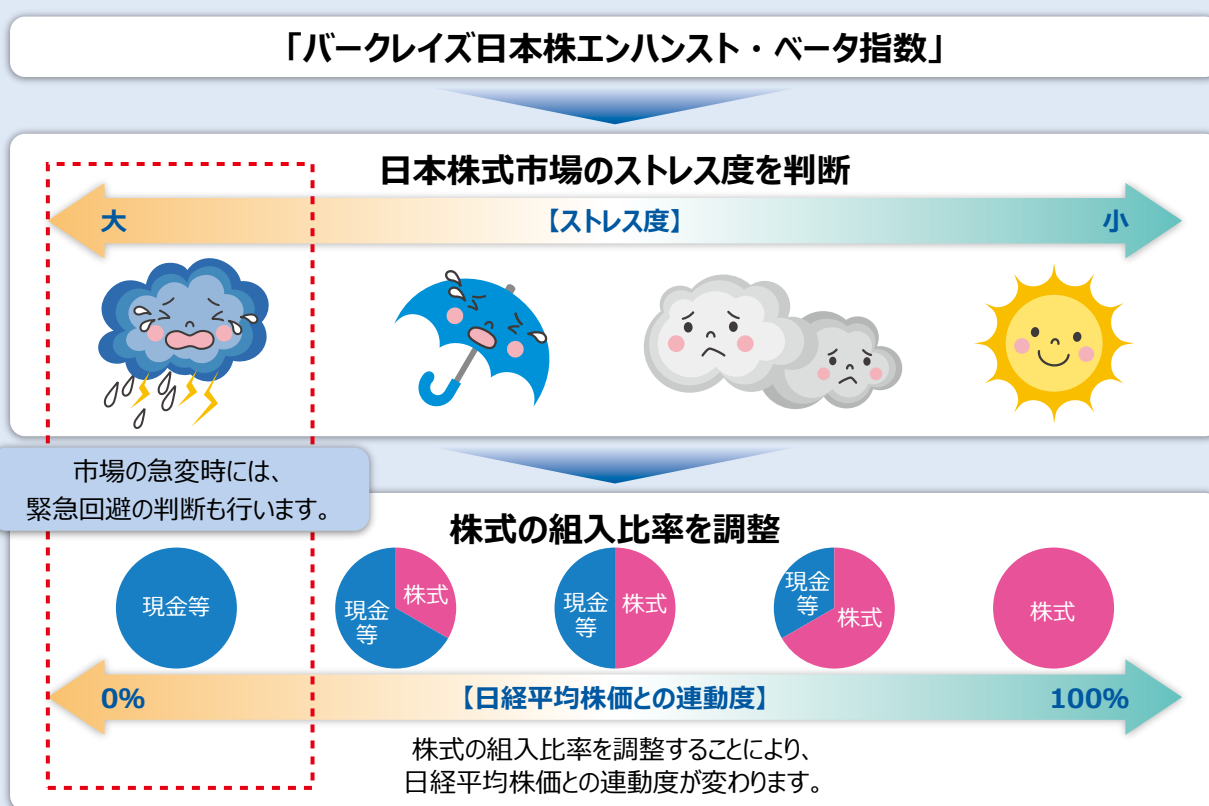 「バークレイズ日本株エンハンスト・ベータ指数」
日本株式市場のストレス度を判断
大
【ストレス度】
小
市場の急変時には、
緊急回避の判断も行います。
株式の組入比率を調整
現金等
現金
等
株式
現金
等
株式
現金
等
株式
株式
0%
【日経平均株価との連動度】
100%
株式の組入比率を調整することにより、
日経平均株価との連動度が変わります。